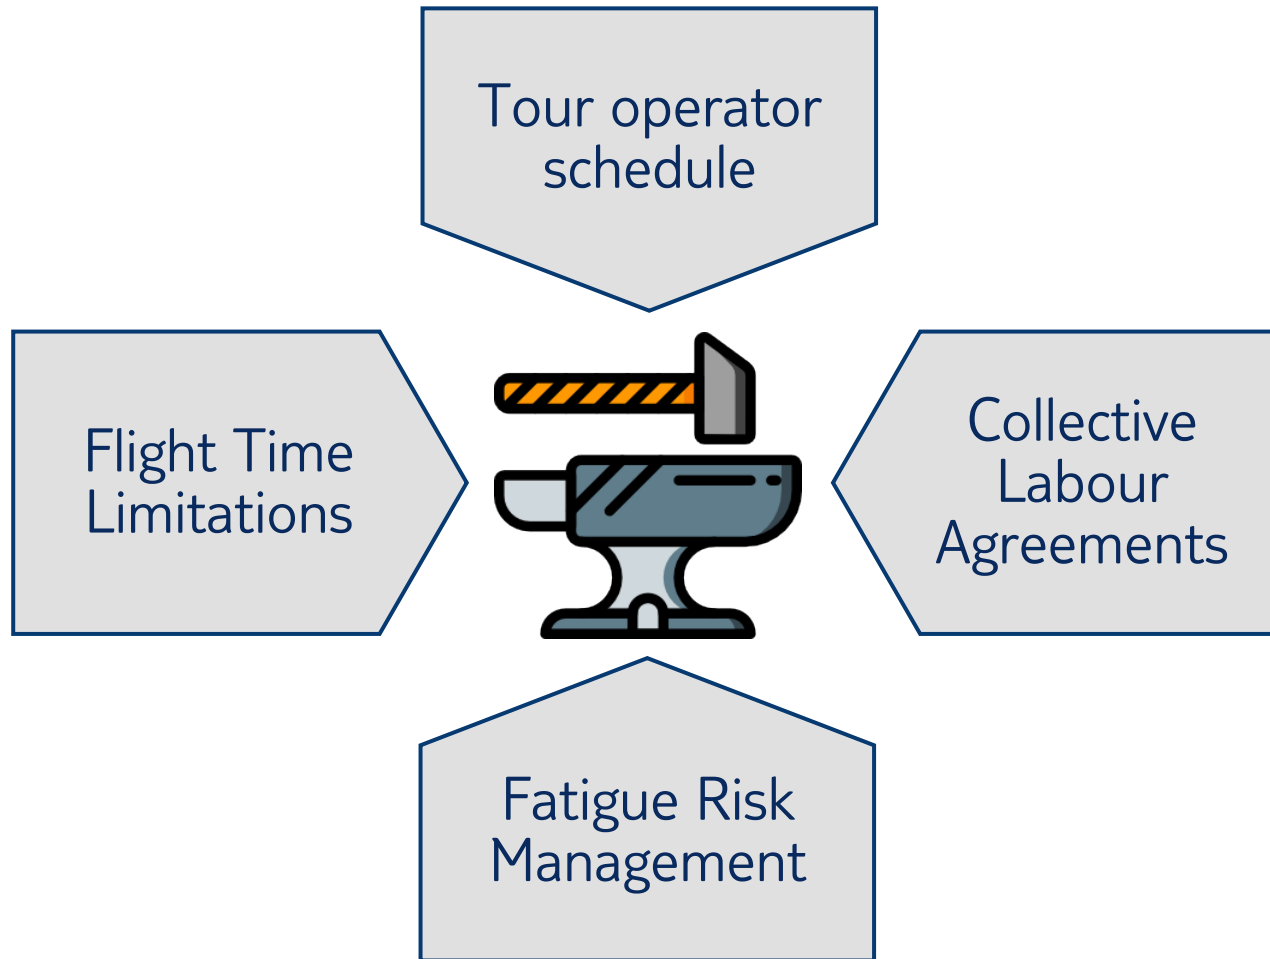 Tour operator
schedule
Flight Time
Limitations
Collective
Labour
Agreements
Fatigue Risk
Management